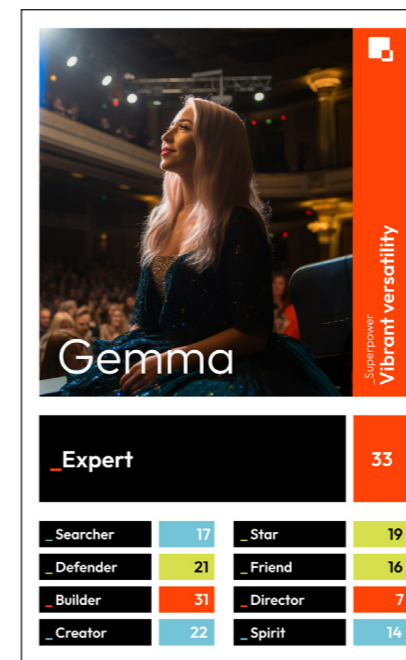 _Superpower
Vibrant versatility
Gemma
_Expert 33
_Searcher 17
_Star 19
_Defender 21
_Friend 16
_Builder 31
_Director 7
_Creator 22
_Spirit 14